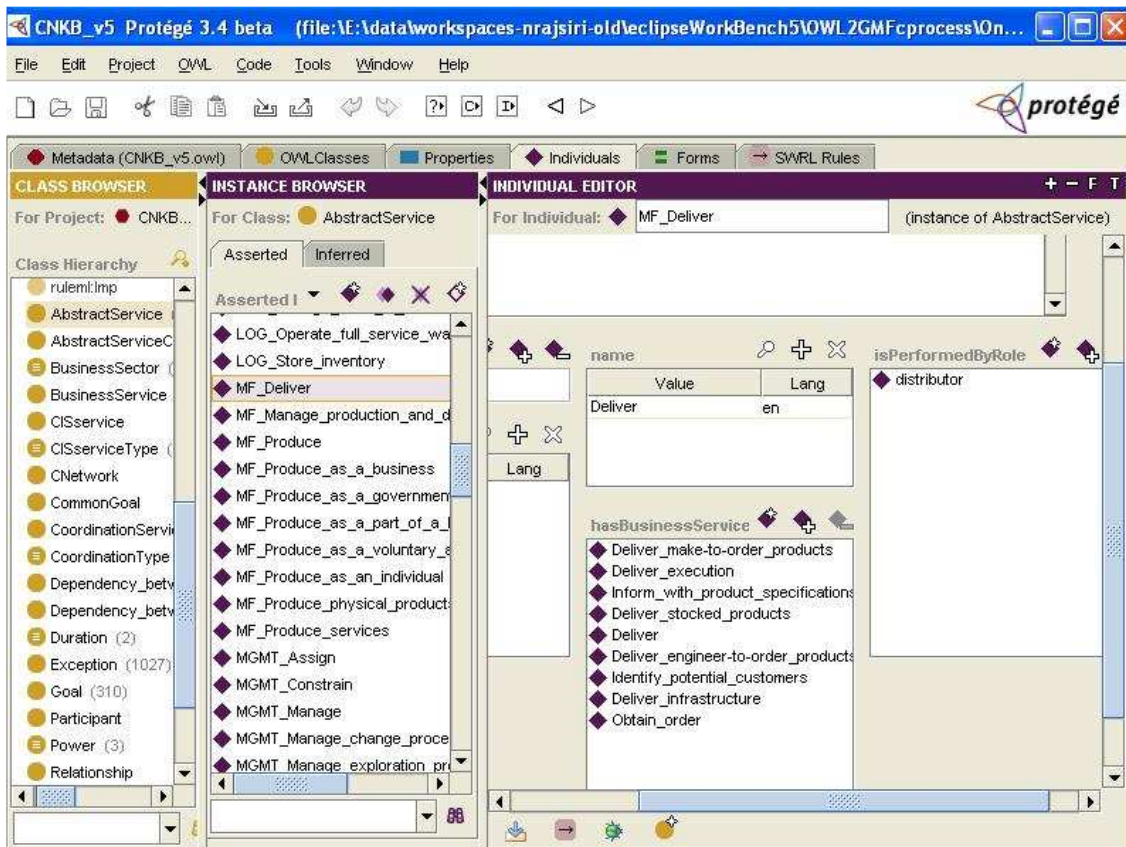 CNKB_v5 Protégé 3.4 beta (file:\E:\data\workspaces-nrajsiri-old\eclipseWorkBench5\OWL2GMFcprocess\On...
File Edit Project OWL Code Tools Window Help
protégé
Metadata (CNKB_v5.owl) OWLClasses Properties Individuals Forms SWRL Rules
CLASS BROWSER
For Project: CNKB...
Class Hierarchy
ruleml:Imp
AbstractService
AbstractServiceC
BusinessSector (
BusinessService
CISservice
CISserviceType (
CNetwork
CommonGoal
CoordinationServi
CoordinationType
Dependency_betw
Dependency_betw
Duration (2)
Exception (1027)
Goal (310)
Participant
Power (3)
Relationship
INSTANCE BROWSER
For Class: AbstractService
Asserted Inferred
Asserted I
LOG_Operate_full_service_wa
LOG_Store_inventory
MF_Deliver
MF_Manage_production_and_d
MF_Produce
MF_Produce_as_a_business
MF_Produce_as_a_governmen
MF_Produce_as_a_part_of_a_
MF_Produce_as_a_voluntary_a
MF_Produce_as_an_individual
MF_Produce_physical_product
MF_Produce_services
MGMT_Assign
MGMT_Constrain
MGMT_Manage
MGMT_Manage_change_proce
MGMT_Manage_exploration_pr
INDIVIDUAL EDITOR + − F T
For Individual: MF_Deliver (instance of AbstractService)
Lang
name
Value Lang
Deliver en
hasBusinessService
Deliver_make-to-order_products
Deliver_execution
Inform_with_product_specifications
Deliver_stocked_products
Deliver
Deliver_engineer-to-order_products
Identify_potential_customers
Deliver_infrastructure
Obtain_order
isPerformedByRole
distributor